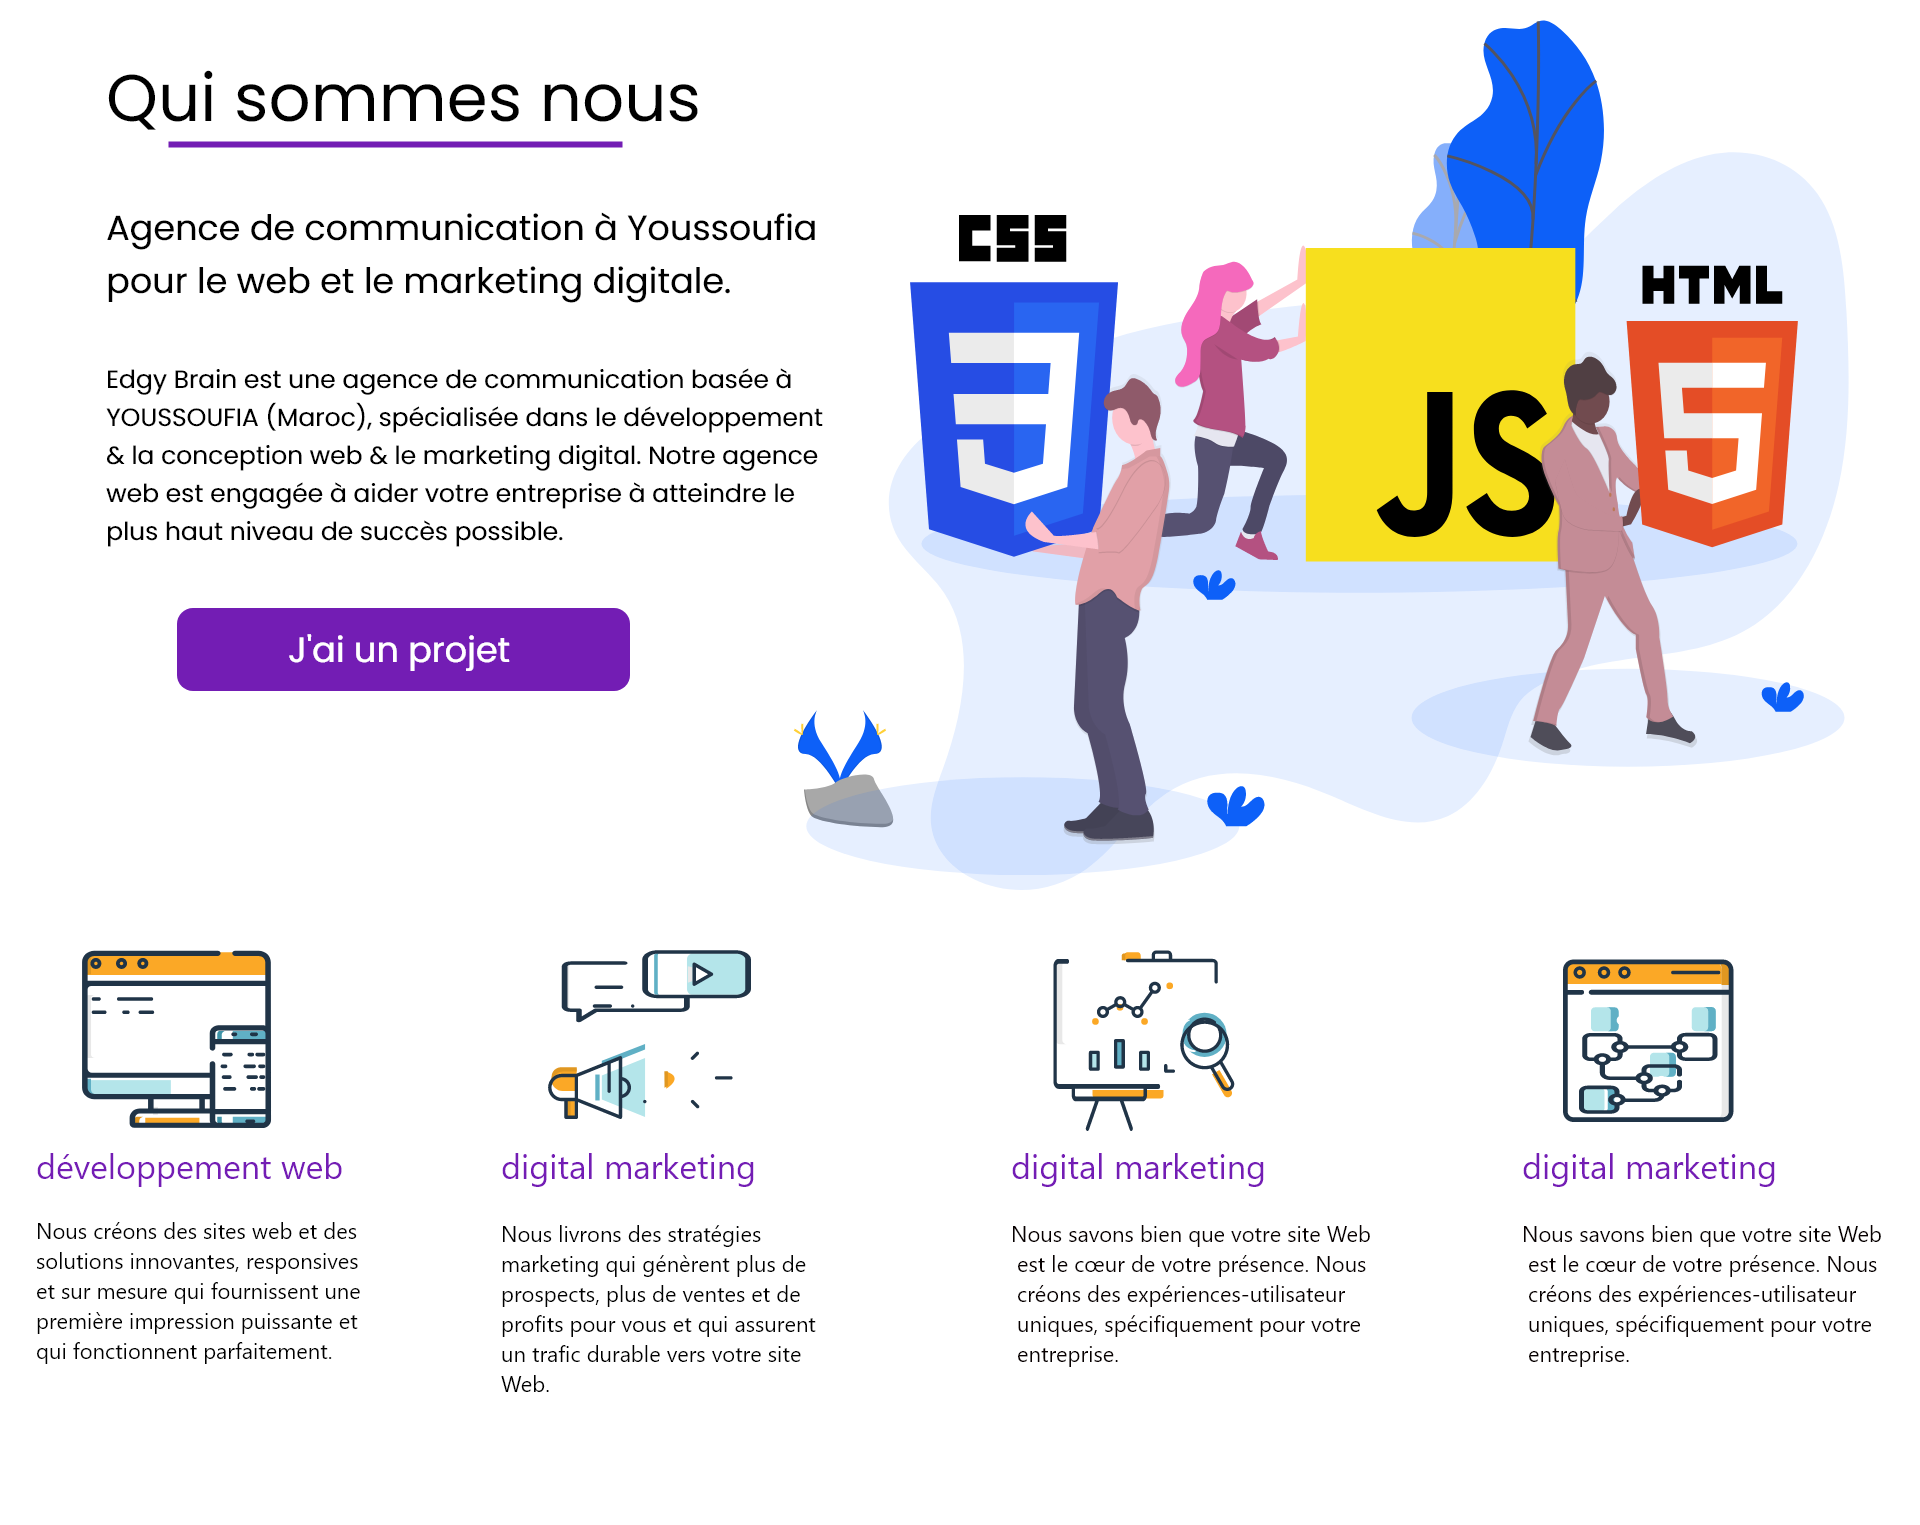 Qui sommes nous
Agence de communication à Youssoufia
pour le web et le marketing digitale.
Edgy Brain est une agence de communication basée à
YOUSSOUFIA (Maroc), spécialisée dans le développement
& la conception web & le marketing digital. Notre agence
web est engagée à aider votre entreprise à atteindre le
plus haut niveau de succès possible.
J'ai un projet
CSS
JS
HTML
développement web
Nous créons des sites web et des
solutions innovantes, responsives
et sur mesure qui fournissent une
première impression puissante et
qui fonctionnent parfaitement.
digital marketing
Nous livrons des stratégies
marketing qui génèrent plus de
prospects, plus de ventes et de
profits pour vous et qui assurent
un trafic durable vers votre site
Web.
digital marketing
Nous savons bien que votre site Web
est le cœur de votre présence. Nous
créons des expériences-utilisateur
uniques, spécifiquement pour votre
entreprise.
digital marketing
Nous savons bien que votre site Web
est le cœur de votre présence. Nous
créons des expériences-utilisateur
uniques, spécifiquement pour votre
entreprise.